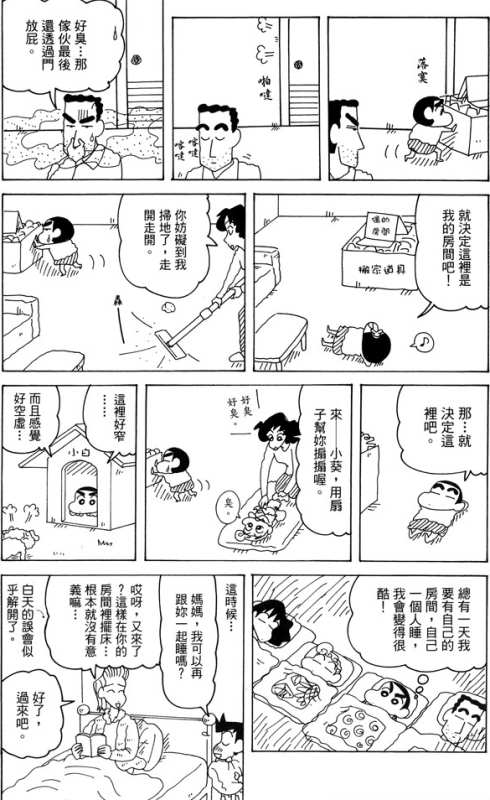 落寞
啪噠
喀噠
喀噠
好臭…那
傢伙最後
還透過門
放屁。
就決定這裡是
我的房間吧！
搬家道具
你妨礙到我
掃地了，走
開走開。
那…就
決定這
裡吧。
來—小葵，用扇
子幫妳搧搧喔。
好臭。
好臭。
臭。
小白
這裡好窄
……
而且感覺
好空虛…
總有一天我
要有自己的
房間，自己
一個人睡，
我會變得很
酷！
這時候…
媽媽，我可以再
跟妳一起睡嗎？
哎呀，又來了
？這樣在你的
房間裡擺床…
根本就沒有意
義嘛…
好了，
過來吧。
白天的誤會似
乎解開了。